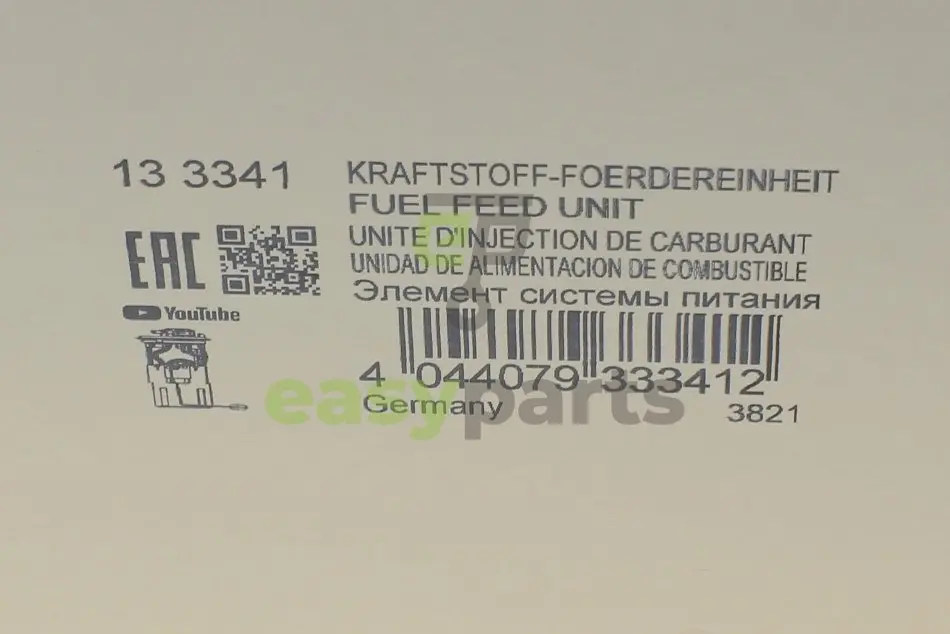 13 3341
KRAFTSTOFF-FOERDEREINHEIT
FUEL FEED UNIT
UNITE D'INJECTION DE CARBURANT
UNIDAD DE ALIMENTACION DE COMBUSTIBLE
Элемент системы питания
EAC
YouTube
4 044079 333412
Germany
3821
easyparts